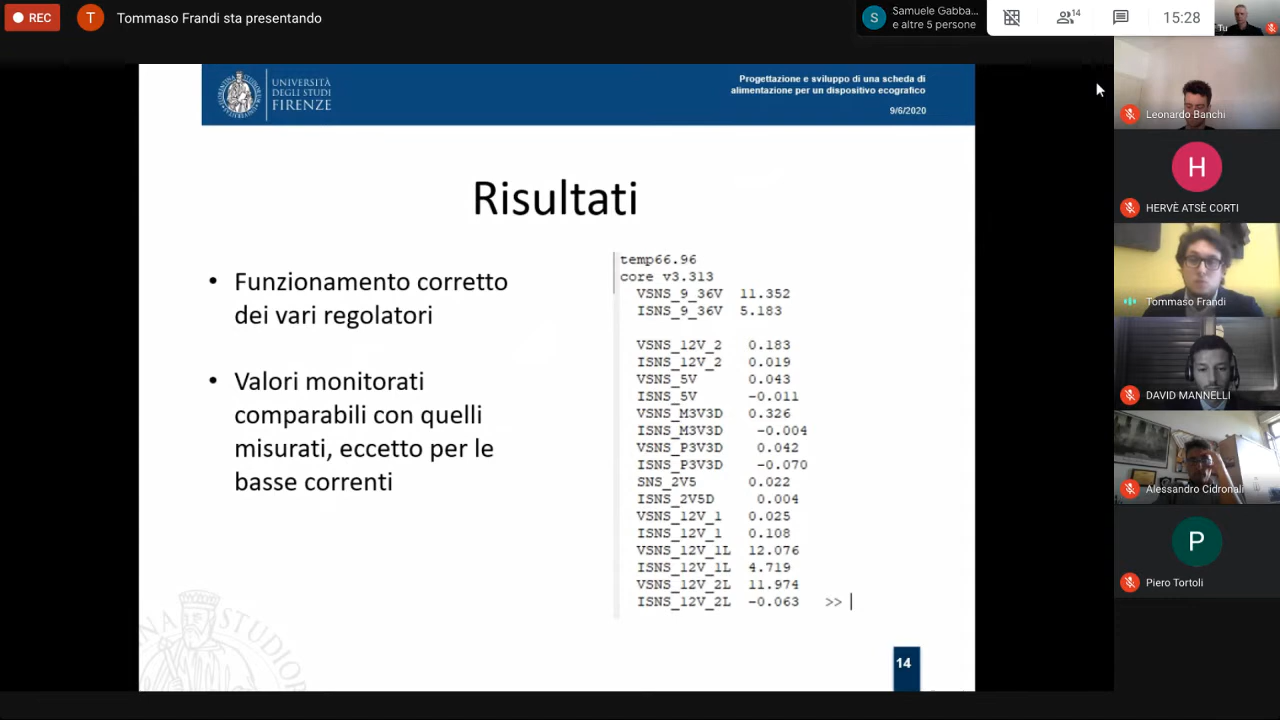 REC
T
Tommaso Frandi sta presentando
S
Samuele Gabba...
e altre 5 persone
14
15:28
Tu
UNIVERSITÀ
DEGLI STUDI
FIRENZE
Progettazione e sviluppo di una scheda di
alimentazione per un dispositivo ecografico
9/6/2020
Risultati
• Funzionamento corretto
dei vari regolatori
• Valori monitorati
comparabili con quelli
misurati, eccetto per le
basse correnti
temp66.96
core v3.313
VSNS_9_36V 11.352
ISNS_9_36V 5.183
VSNS_12V_2 0.183
ISNS_12V_2 0.019
VSNS_5V 0.043
ISNS_5V -0.011
VSNS_M3V3D 0.326
ISNS_M3V3D -0.004
VSNS_P3V3D 0.042
ISNS_P3V3D -0.070
SNS_2V5 0.022
ISNS_2V5D 0.004
VSNS_12V_1 0.025
ISNS_12V_1 0.108
VSNS_12V_1L 12.076
ISNS_12V_1L 4.719
VSNS_12V_2L 11.974
ISNS_12V_2L -0.063 >>
14
Leonardo Banchi
H
HERVÈ ATSÈ CORTI
Tommaso Frandi
DAVID MANNELLI
Alessandro Cidronali
P
Piero Tortoli